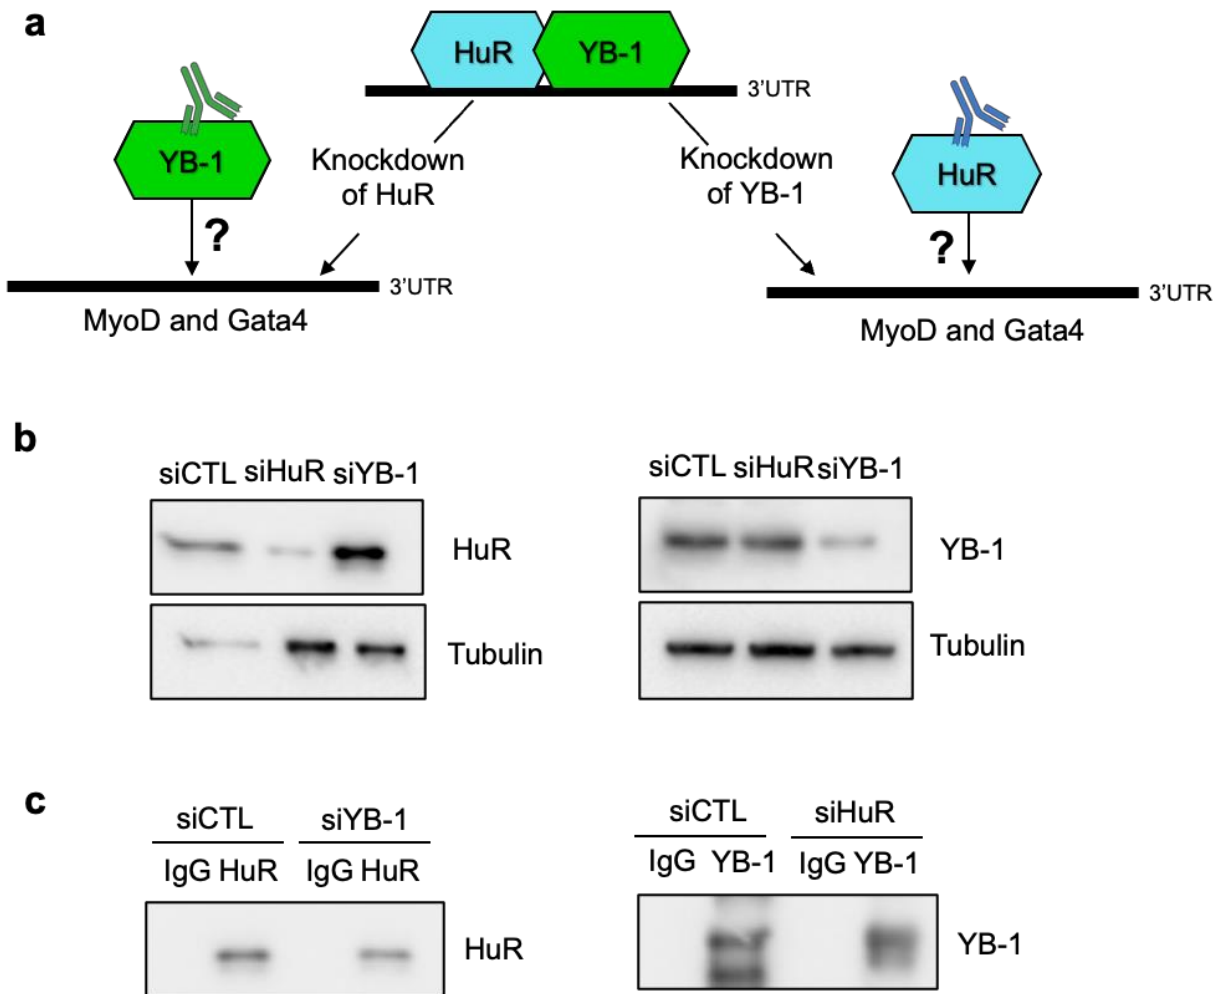 a
HuR YB-1
3'UTR
YB-1
Knockdown
of HuR
Knockdown
of YB-1
HuR
?
?
3'UTR
3'UTR
MyoD and Gata4
MyoD and Gata4
b
siCTL siHuR siYB-1
HuR
Tubulin
siCTL siHuR siYB-1
YB-1
Tubulin
c
siCTL siYB-1
IgG HuR IgG HuR
HuR
siCTL siHuR
IgG YB-1 IgG YB-1
YB-1